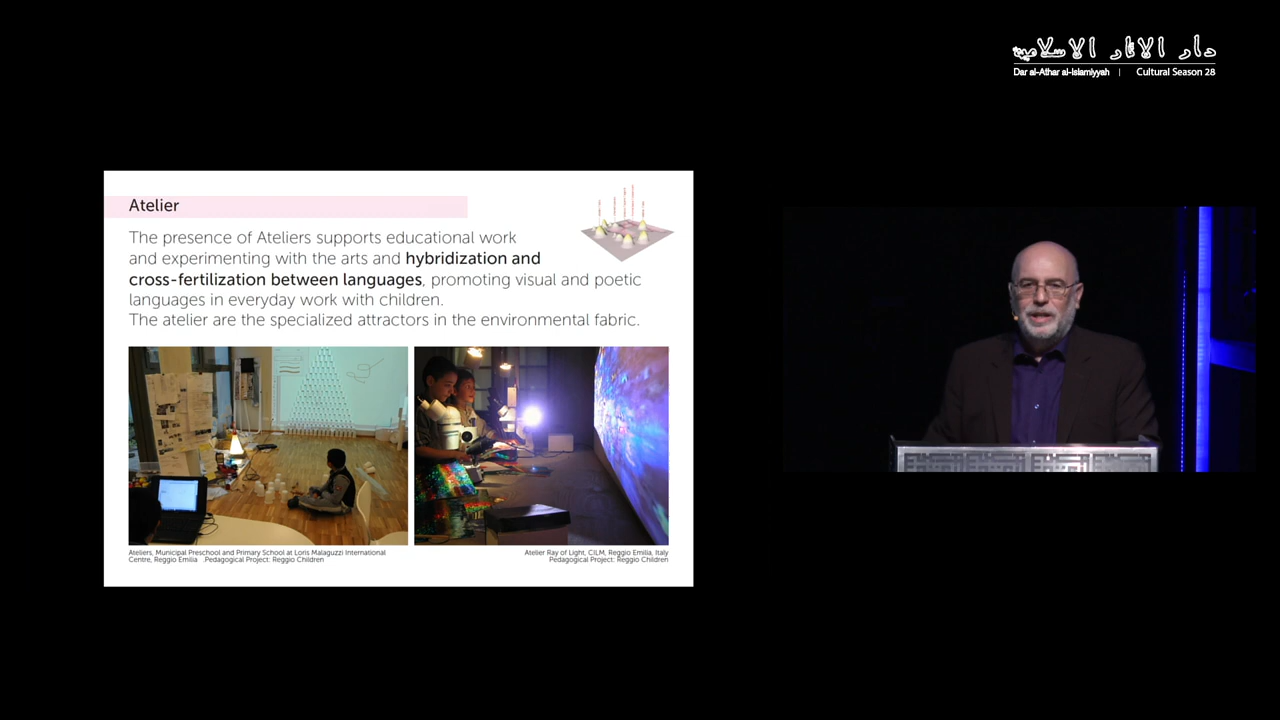 دار الآثار الإسلامية
Dar al-Athar al-Islamiyyah | Cultural Season 28
Atelier
The presence of Ateliers supports educational work
and experimenting with the arts and hybridization and
cross-fertilization between languages, promoting visual and poetic
languages in everyday work with children.
The atelier are the specialized attractors in the environmental fabric.
Ateliers, Municipal Preschool and Primary School at Loris Malaguzzi International
Centre, Reggio Emilia .Pedagogical Project: Reggio Children
Atelier Ray of Light, CILM, Reggio Emilia, Italy
Pedagogical Project: Reggio Children